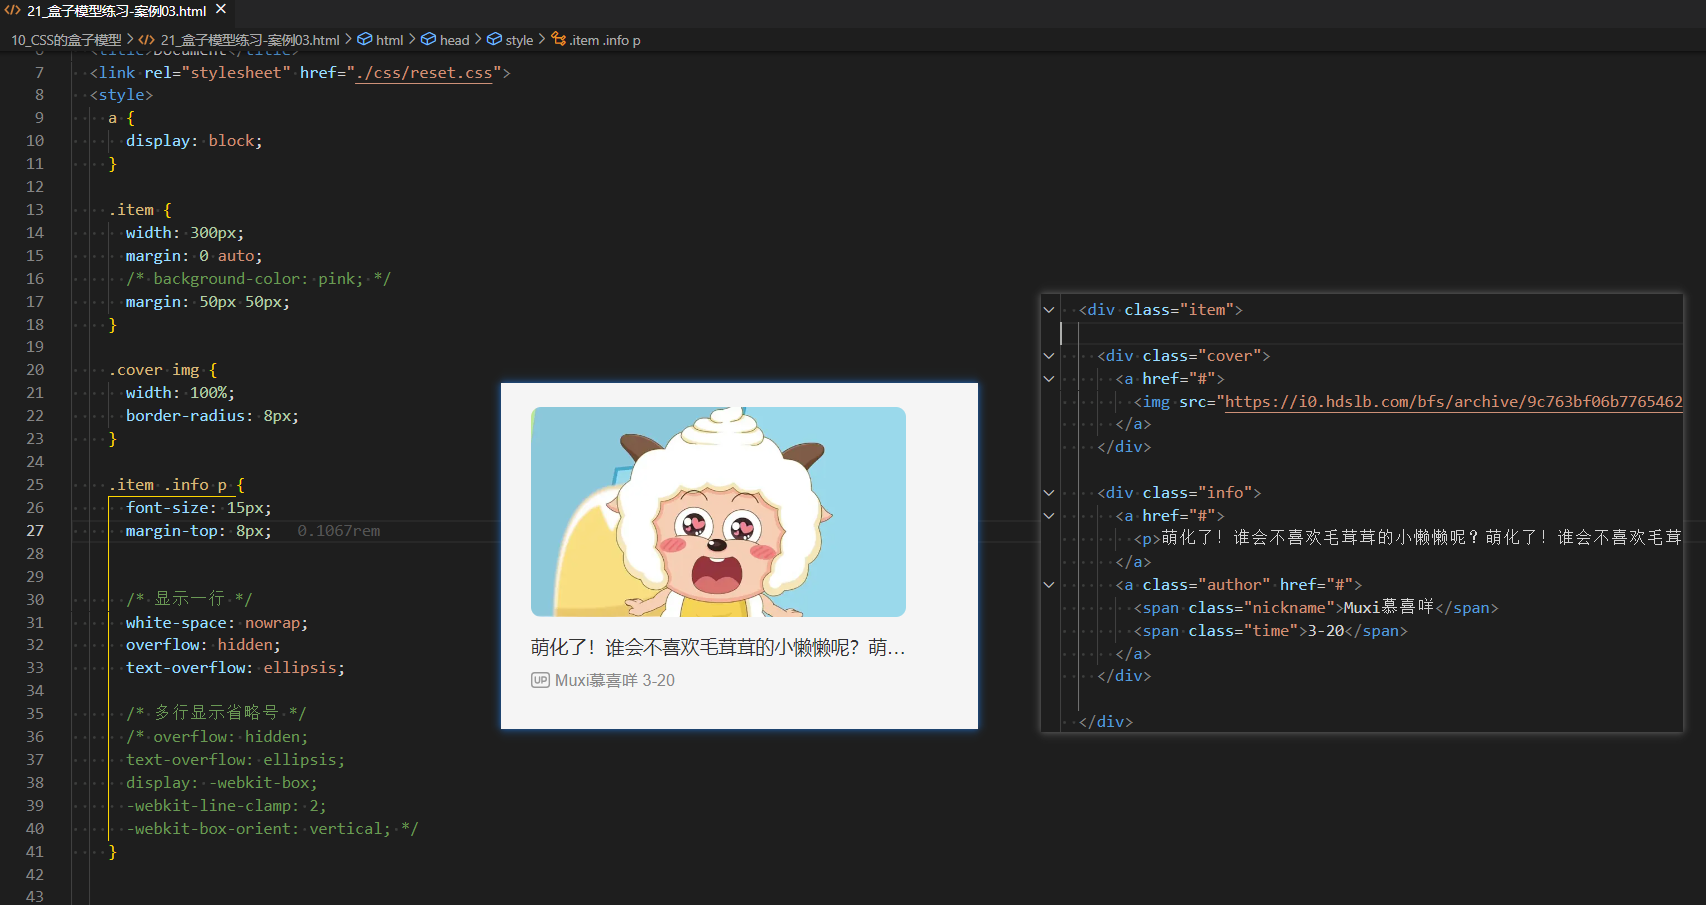 21_盒子模型练习-案例03.html
10_CSS的盒子模型 > 21_盒子模型练习-案例03.html > html > head > style > .item .info p
6 <title>Document</title>
7 <link rel="stylesheet" href="./css/reset.css">
8 <style>
9 a {
10 display: block;
11 }
12
13 .item {
14 width: 300px;
15 margin: 0 auto;
16 /* background-color: pink; */
17 margin: 50px 50px;
18 }
19
20 .cover img {
21 width: 100%;
22 border-radius: 8px;
23 }
24
25 .item .info p {
26 font-size: 15px;
27 margin-top: 8px; 0.1067rem
28
29
30 /* 显示一行 */
31 white-space: nowrap;
32 overflow: hidden;
33 text-overflow: ellipsis;
34
35 /* 多行显示省略号 */
36 /* overflow: hidden;
37 text-overflow: ellipsis;
38 display: -webkit-box;
39 -webkit-line-clamp: 2;
40 -webkit-box-orient: vertical; */
41 }
42
43
萌化了！谁会不喜欢毛茸茸的小懒懒呢？萌...
UP Muxi慕喜咩 3-20
<div class="item">
<div class="cover">
<a href="#">
<img src="https://i0.hdslb.com/bfs/archive/9c763bf06b7765462
</a>
</div>
<div class="info">
<a href="#">
<p>萌化了！谁会不喜欢毛茸茸的小懒懒呢？萌化了！谁会不喜欢毛茸
</a>
<a class="author" href="#">
<span class="nickname">Muxi慕喜咩</span>
<span class="time">3-20</span>
</a>
</div>
</div>